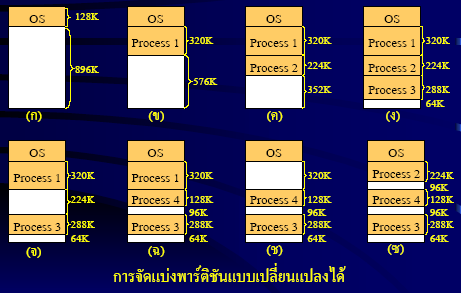 OS 128K
896K
(ก)
OS
Process 1 320K
576K
(ข)
OS
Process 1 320K
Process 2 224K
352K
(ค)
OS
Process 1 320K
Process 2 224K
Process 3 288K
64K
(ง)
OS
Process 1 320K
224K
Process 3 288K
64K
(จ)
OS
Process 1 320K
Process 4 128K
96K
Process 3 288K
64K
(ฉ)
OS
320K
Process 4 128K
96K
Process 3 288K
64K
(ช)
OS
Process 2 224K
96K
Process 4 128K
96K
Process 3 288K
64K
(ซ)
การจัดแบ่งพาร์ติชันแบบเปลี่ยนแปลงได้